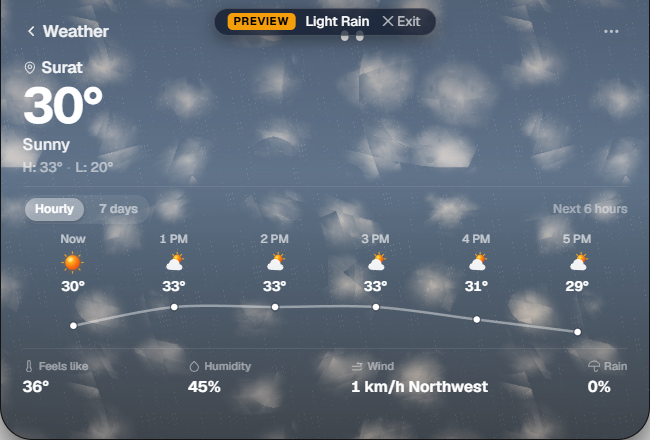 PREVIEW Light Rain Exit
Weather
Surat
30°
Sunny
H: 33° · L: 20°
Hourly 7 days Next 6 hours
Now 1 PM 2 PM 3 PM 4 PM 5 PM
30° 33° 33° 33° 31° 29°
Feels like Humidity Wind Rain
36° 45% 1 km/h Northwest 0%